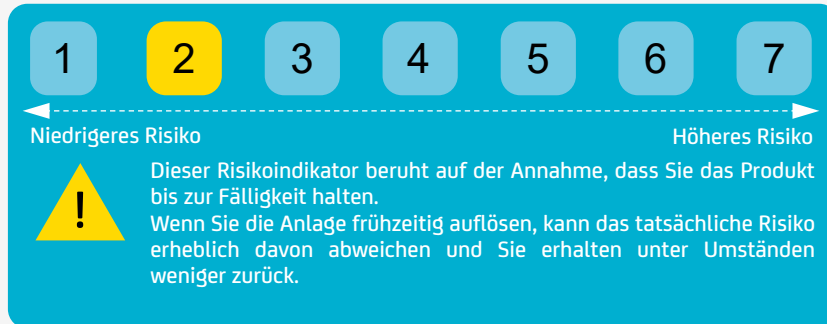 1 2 3 4 5 6 7
Niedrigeres Risiko Höheres Risiko
!
Dieser Risikoindikator beruht auf der Annahme, dass Sie das Produkt
bis zur Fälligkeit halten.
Wenn Sie die Anlage frühzeitig auflösen, kann das tatsächliche Risiko
erheblich davon abweichen und Sie erhalten unter Umständen
weniger zurück.